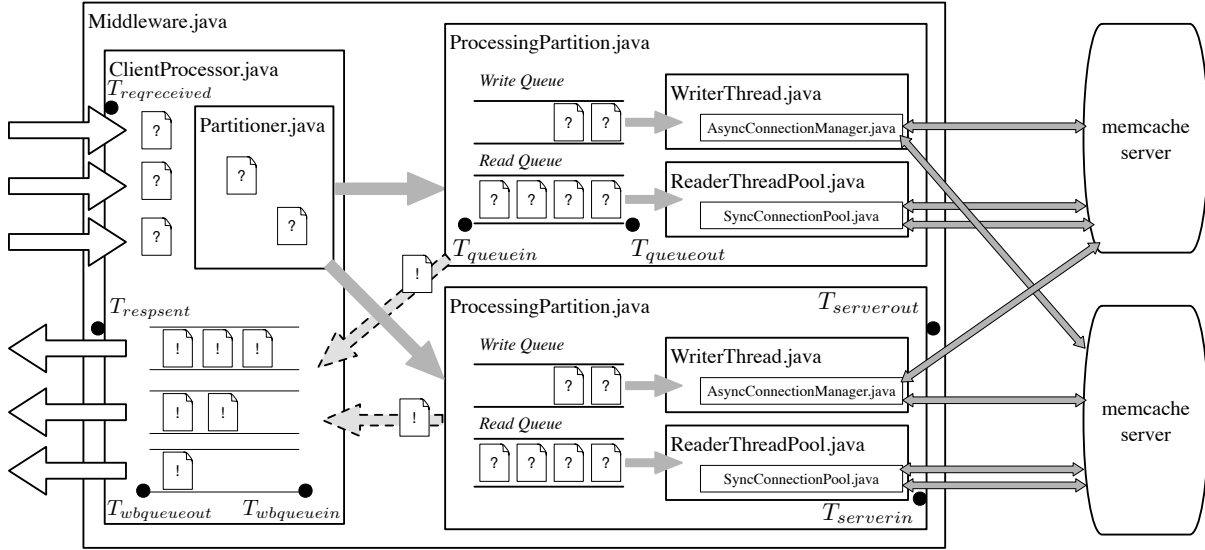 Middleware.java
ClientProcessor.java
T_reqreceived
?
?
?
Partitioner.java
?
?
ProcessingPartition.java
Write Queue
? ?
Read Queue
? ? ? ?
T_queuein
T_queueout
WriterThread.java
AsyncConnectionManager.java
ReaderThreadPool.java
SyncConnectionPool.java
memcache
server
!
!
T_respsent
! ! !
! !
!
T_wbqueueout
T_wbqueuein
ProcessingPartition.java
T_serverout
Write Queue
? ?
Read Queue
? ? ? ?
WriterThread.java
AsyncConnectionManager.java
ReaderThreadPool.java
SyncConnectionPool.java
T_serverin
memcache
server